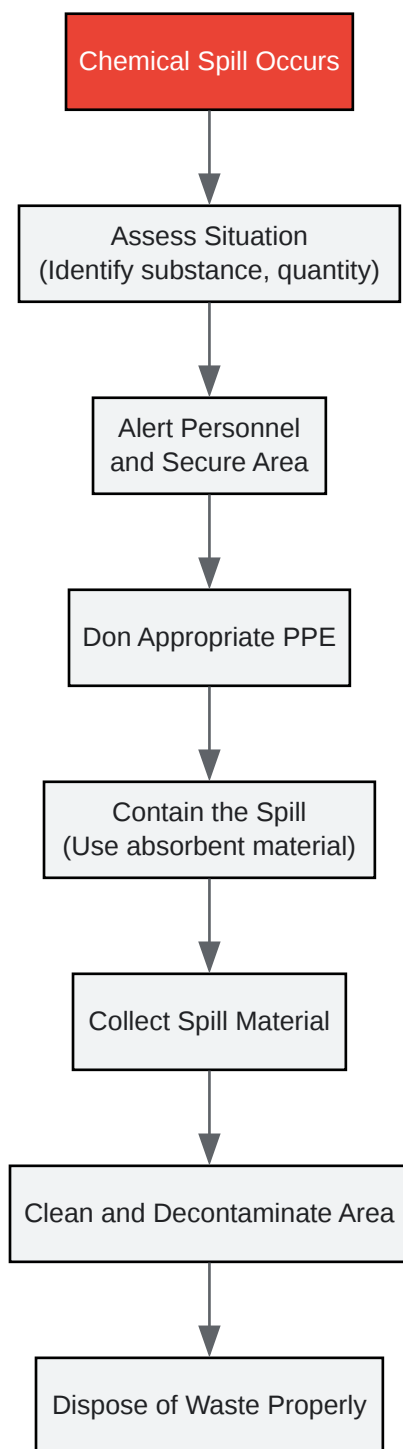 Chemical Spill Occurs
Assess Situation
(Identify substance, quantity)
Alert Personnel
and Secure Area
Don Appropriate PPE
Contain the Spill
(Use absorbent material)
Collect Spill Material
Clean and Decontaminate Area
Dispose of Waste Properly